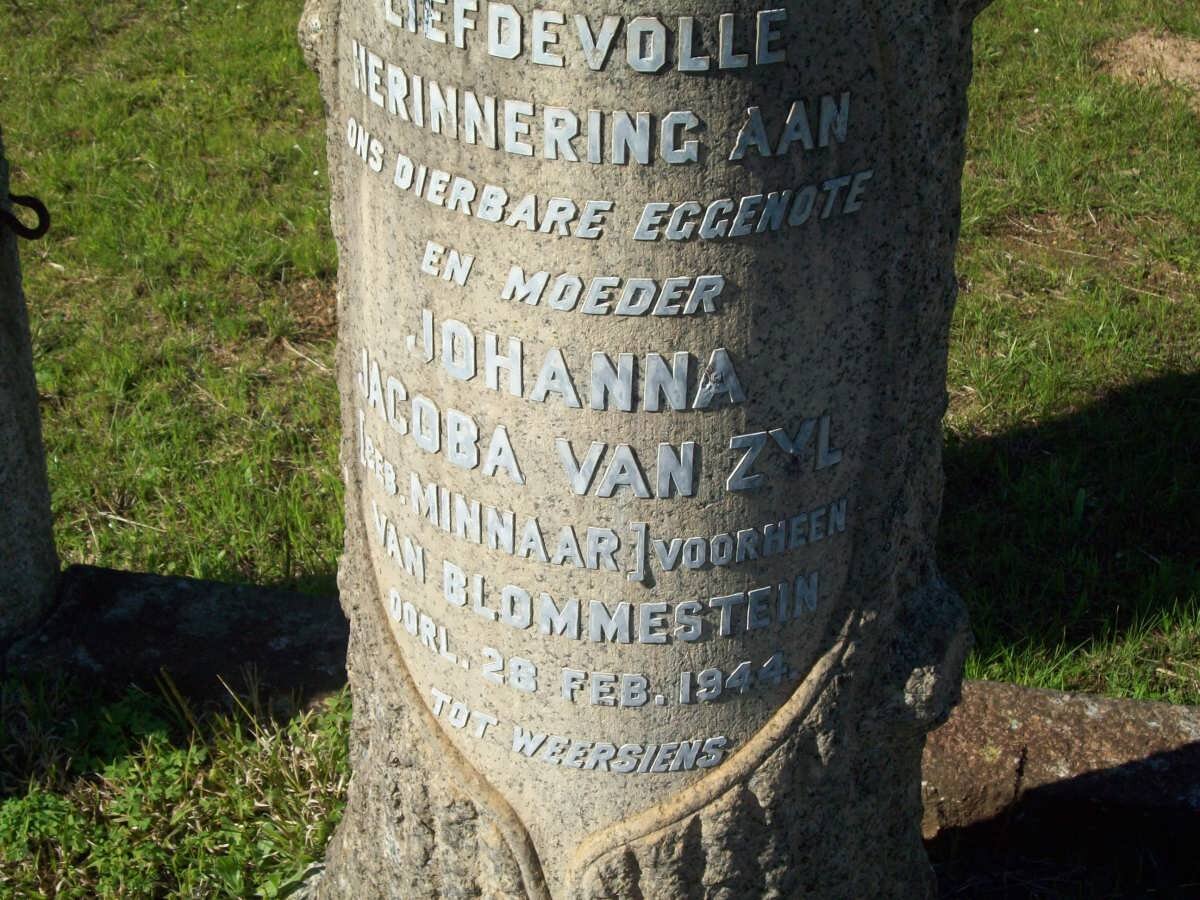 LIEFDEVOLLE
HERINNERING AAN
ONS DIERBARE EGGENOTE
EN MOEDER
JOHANNA
JACOBA VAN ZYL
[GEB. MINNAAR] VOORHEEN
VAN BLOMMESTEIN
OORL. 28 FEB. 1944.
TOT WEERSIENS